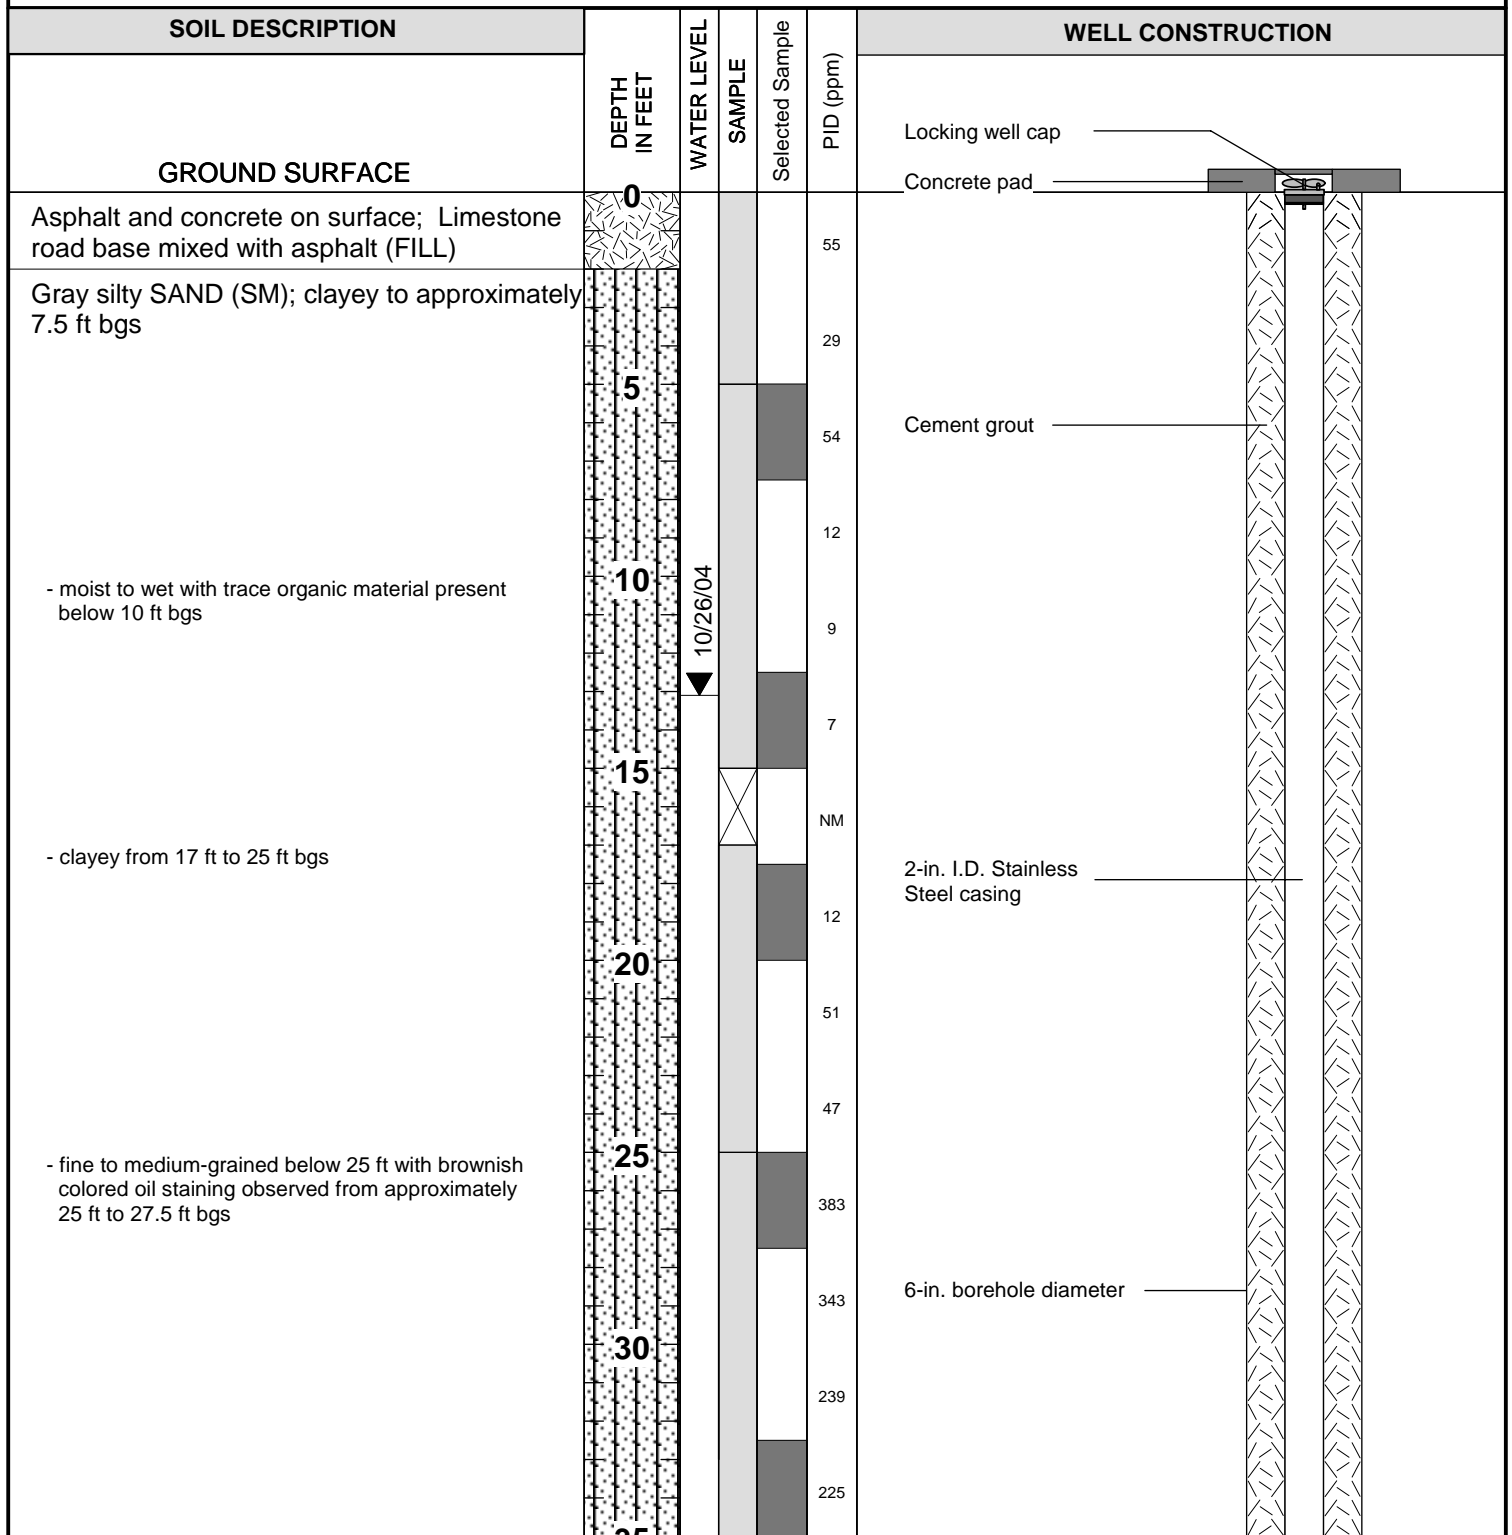 SOIL DESCRIPTION
DEPTH
IN FEET
WATER LEVEL
SAMPLE
Selected Sample
PID (ppm)
WELL CONSTRUCTION
GROUND SURFACE
Locking well cap
Concrete pad
0
Asphalt and concrete on surface; Limestone
road base mixed with asphalt (FILL)
55
Gray silty SAND (SM); clayey to approximately
7.5 ft bgs
29
5
54
Cement grout
12
- moist to wet with trace organic material present
below 10 ft bgs
10
10/26/04
9
7
15
NM
- clayey from 17 ft to 25 ft bgs
12
2-in. I.D. Stainless
Steel casing
20
51
47
- fine to medium-grained below 25 ft with brownish
colored oil staining observed from approximately
25 ft to 27.5 ft bgs
25
383
343
6-in. borehole diameter
30
239
225